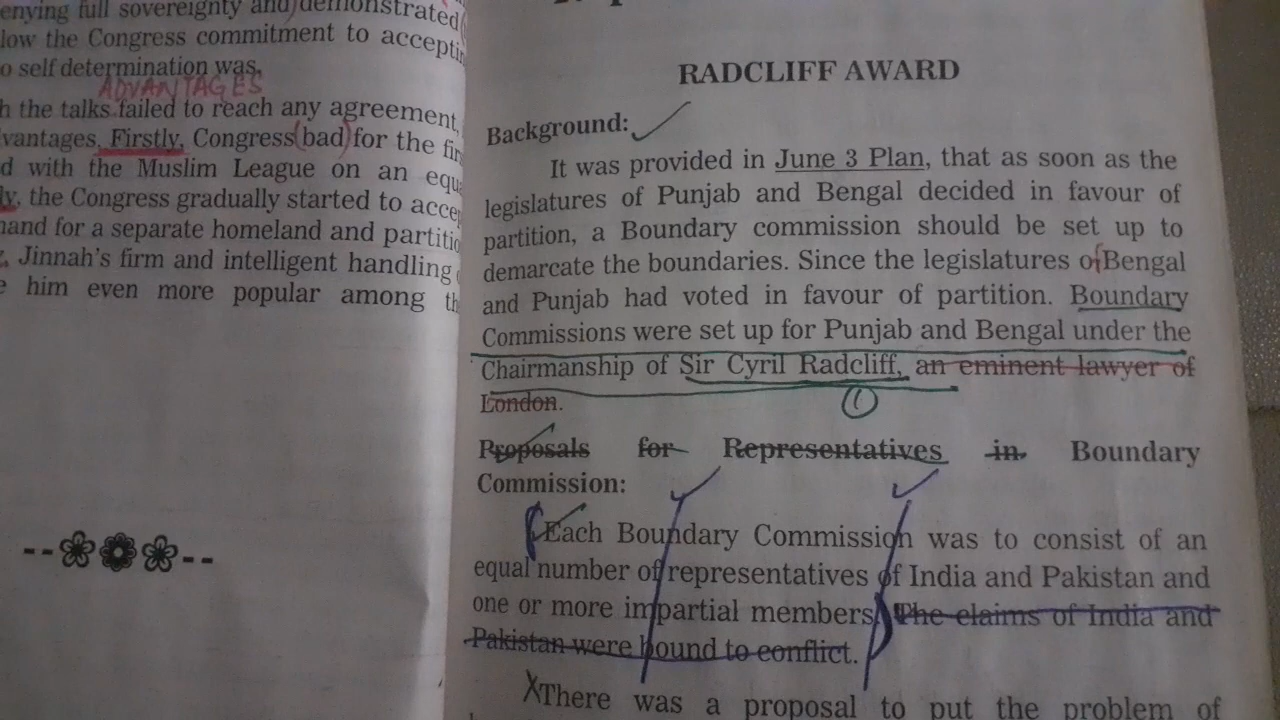 enying full sovereignty and demonstrated
low the Congress commitment to
o self determination was.
ADVANTAGES
h the talks failed to reach any agreement,
vantages, Firstly, Congress (bad) for the
d with the Muslim League on an
ly, the Congress gradually started to
for a separate homeland and
Jinnah's firm and intelligent handling
e him even more popular among
RADCLIFF AWARD
Background:
It was provided in June 3 Plan, that as soon as the
legislatures of Punjab and Bengal decided in favour of
partition, a Boundary commission should be set up to
demarcate the boundaries. Since the legislatures of Bengal
and Punjab had voted in favour of partition. Boundary
Commissions were set up for Punjab and Bengal under the
Chairmanship of Sir Cyril Radcliff, an eminent lawyer of
London.
(1)
Proposals for Representatives in Boundary
Commission:
Each Boundary Commission was to consist of an
equal number of representatives of India and Pakistan and
one or more impartial members. The claims of India and
Pakistan were bound to conflict.
There was a proposal to put the problem of